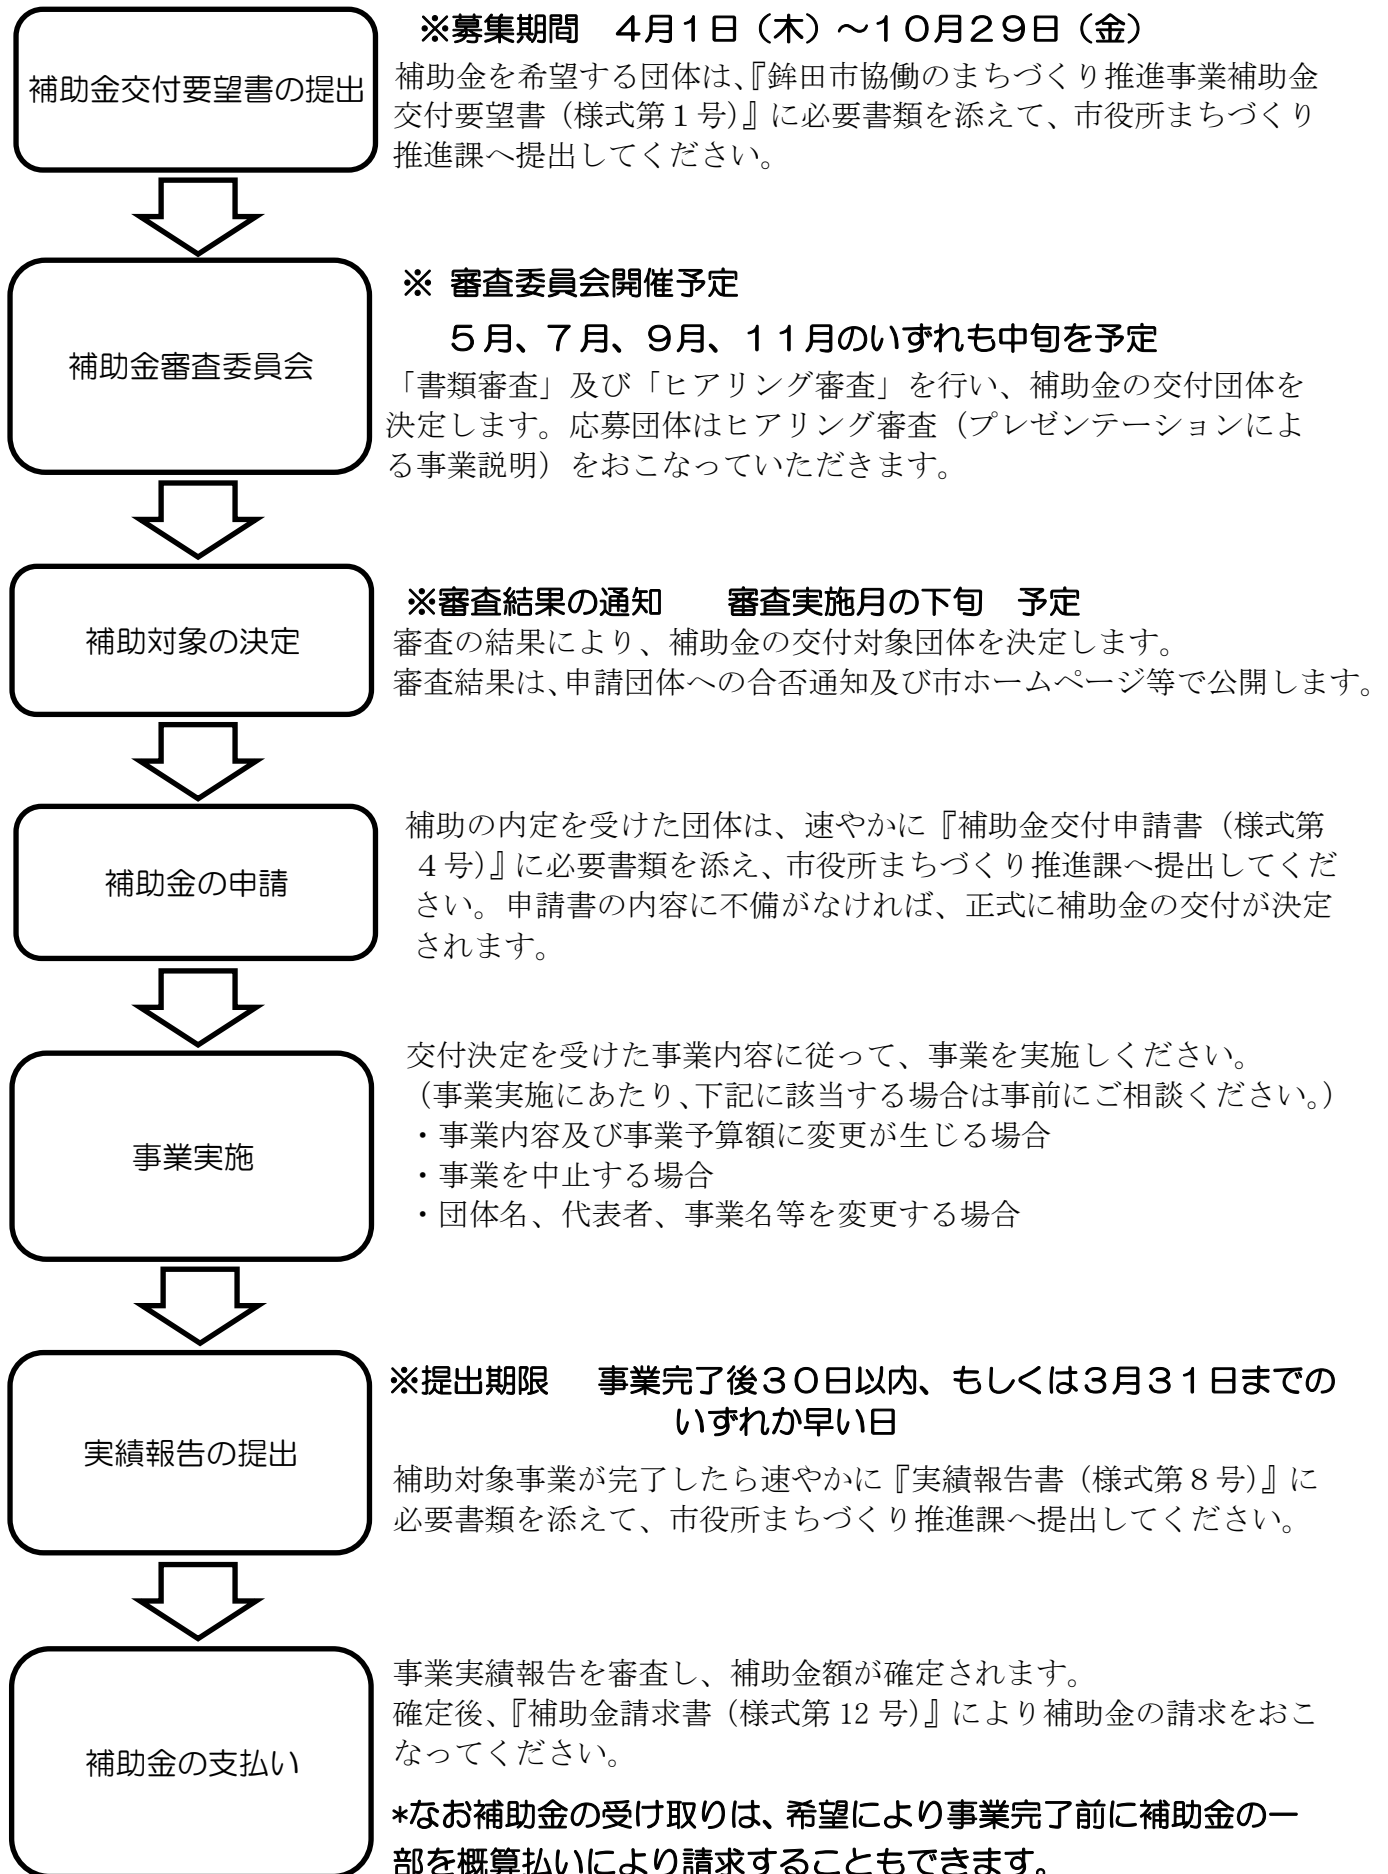 補助金交付要望書の提出
※募集期間　４月１日（木）～１０月２９日（金）
補助金を希望する団体は、『鉾田市協働のまちづくり推進事業補助金
交付要望書（様式第１号）』に必要書類を添えて、市役所まちづくり
推進課へ提出してください。
補助金審査委員会
※ 審査委員会開催予定
５月、７月、９月、１１月のいずれも中旬を予定
「書類審査」及び「ヒアリング審査」を行い、補助金の交付団体を
決定します。応募団体はヒアリング審査（プレゼンテーションによ
る事業説明）をおこなっていただきます。
補助対象の決定
※審査結果の通知　　審査実施月の下旬　予定
審査の結果により、補助金の交付対象団体を決定します。
審査結果は、申請団体への合否通知及び市ホームページ等で公開します。
補助金の申請
補助の内定を受けた団体は、速やかに『補助金交付申請書（様式第
４号）』に必要書類を添え、市役所まちづくり推進課へ提出してくだ
さい。申請書の内容に不備がなければ、正式に補助金の交付が決定
されます。
事業実施
交付決定を受けた事業内容に従って、事業を実施しください。
（事業実施にあたり、下記に該当する場合は事前にご相談ください。）
・事業内容及び事業予算額に変更が生じる場合
・事業を中止する場合
・団体名、代表者、事業名等を変更する場合
実績報告の提出
※提出期限　事業完了後３０日以内、もしくは３月３１日までの
いずれか早い日
補助対象事業が完了したら速やかに『実績報告書（様式第８号）』に
必要書類を添えて、市役所まちづくり推進課へ提出してください。
補助金の支払い
事業実績報告を審査し、補助金額が確定されます。
確定後、『補助金請求書（様式第 12 号）』により補助金の請求をおこ
なってください。
*なお補助金の受け取りは、希望により事業完了前に補助金の一
部を概算払いにより請求することもできます。